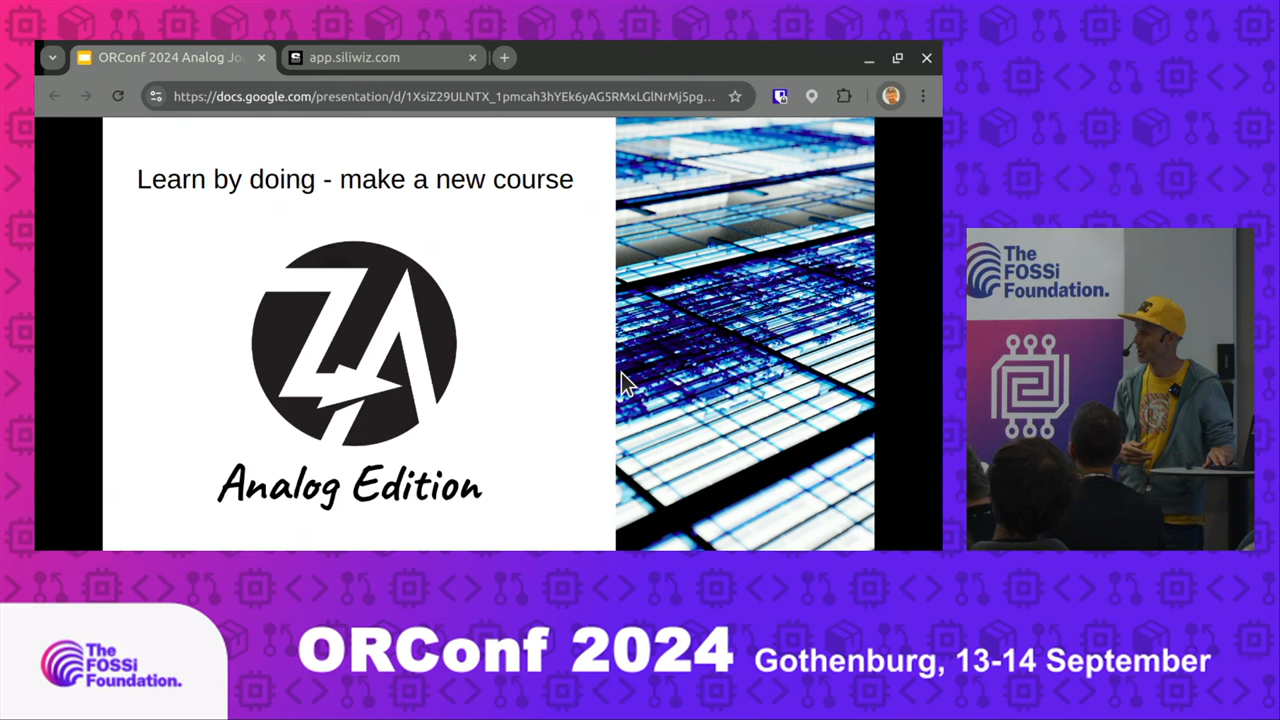 ORConf 2024 Analog Jo
app.siliwiz.com
https://docs.google.com/presentation/d/1XsiZ29ULNTX_1pmcah3hYEk6yAG5RMxLGlNrMj5pg...
Learn by doing - make a new course
ZA
Analog Edition
The
FOSSi
Foundation.
The
FOSSi
Foundation.
ORConf 2024 Gothenburg, 13-14 September